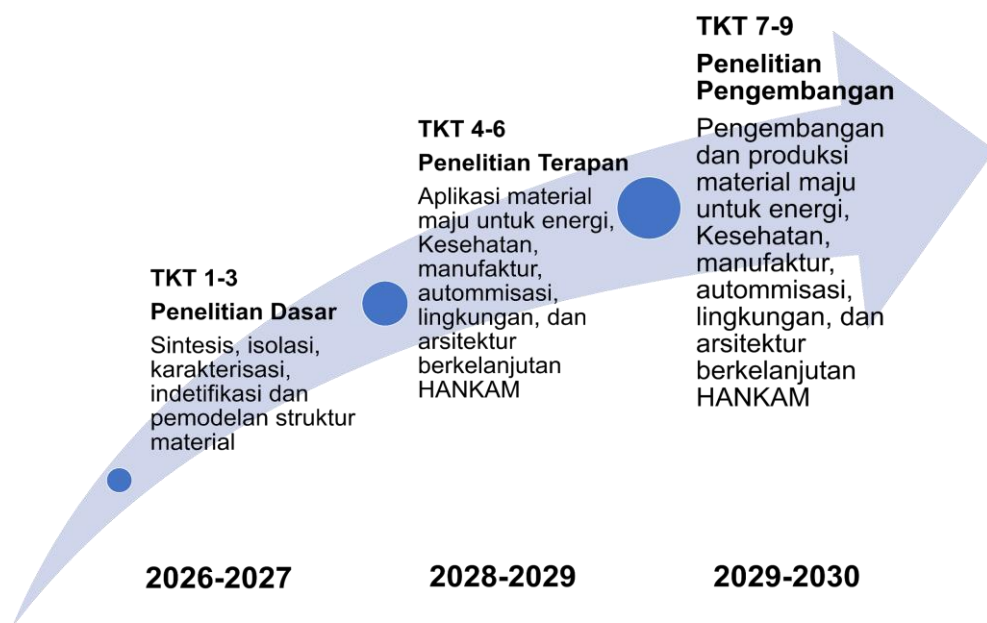 TKT 1-3
Penelitian Dasar
Sintesis, isolasi,
karakterisasi,
indetifikasi dan
pemodelan struktur
material
TKT 4-6
Penelitian Terapan
Aplikasi material
maju untuk energi,
Kesehatan,
manufaktur,
autommisasi,
lingkungan, dan
arsitektur
berkelanjutan
HANKAM
TKT 7-9
Penelitian
Pengembangan
Pengembangan
dan produksi
material maju
untuk energi,
Kesehatan,
manufaktur,
autommisasi,
lingkungan, dan
arsitektur
berkelanjutan
HANKAM
2026-2027
2028-2029
2029-2030